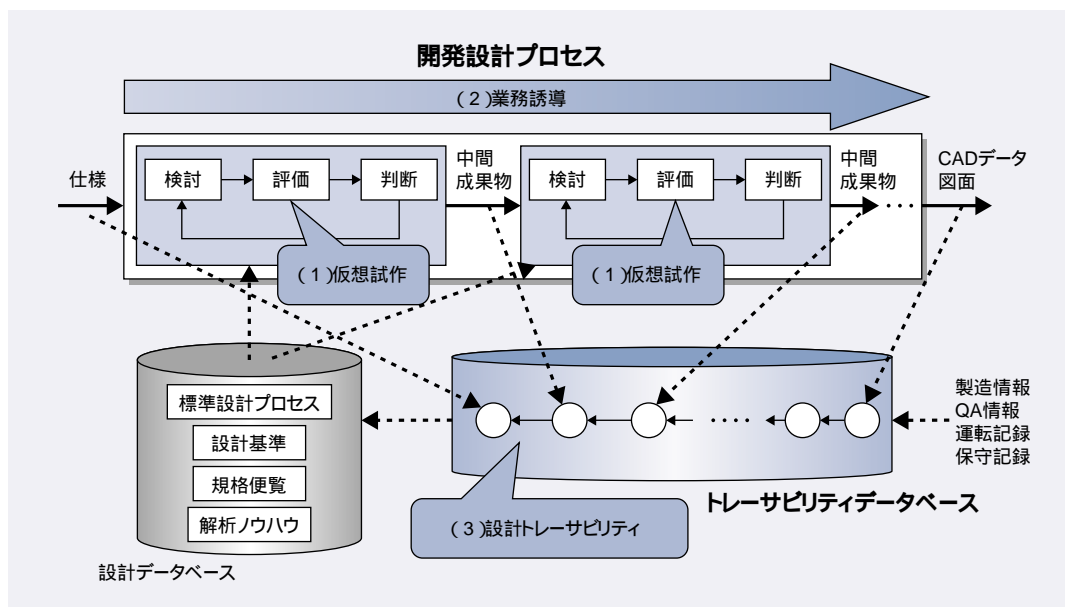 開発設計プロセス
(2)業務誘導
仕様
検討
評価
判断
中間
成果物
検討
評価
判断
中間
成果物
‥‥
CADデータ
図面
(1)仮想試作
(1)仮想試作
標準設計プロセス
設計基準
規格便覧
解析ノウハウ
設計データベース
‥‥
製造情報
QA情報
運転記録
保守記録
トレーサビリティデータベース
(3)設計トレーサビリティ